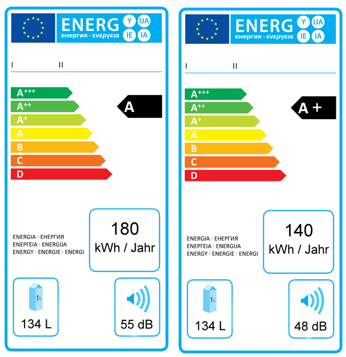 ENERG Y IJA
енергия · ενεργεια IE IA
I II
A+++
A++
A+
A
B
C
D
A
180
kWh / Jahr
ENERGIA · ЕНЕРГИЯ
ΕΝΕΡΓΕΙΑ · ENERGIJA
ENERGY · ENERGIE · ENERGI
134 L
55 dB
ENERG Y IJA
енергия · ενεργεια IE IA
I II
A+++
A++
A+
A
B
C
D
A +
140
kWh / Jahr
ENERGIA · ЕНЕРГИЯ
ΕΝΕΡΓΕΙΑ · ENERGIJA
ENERGY · ENERGIE · ENERGI
134 L
48 dB